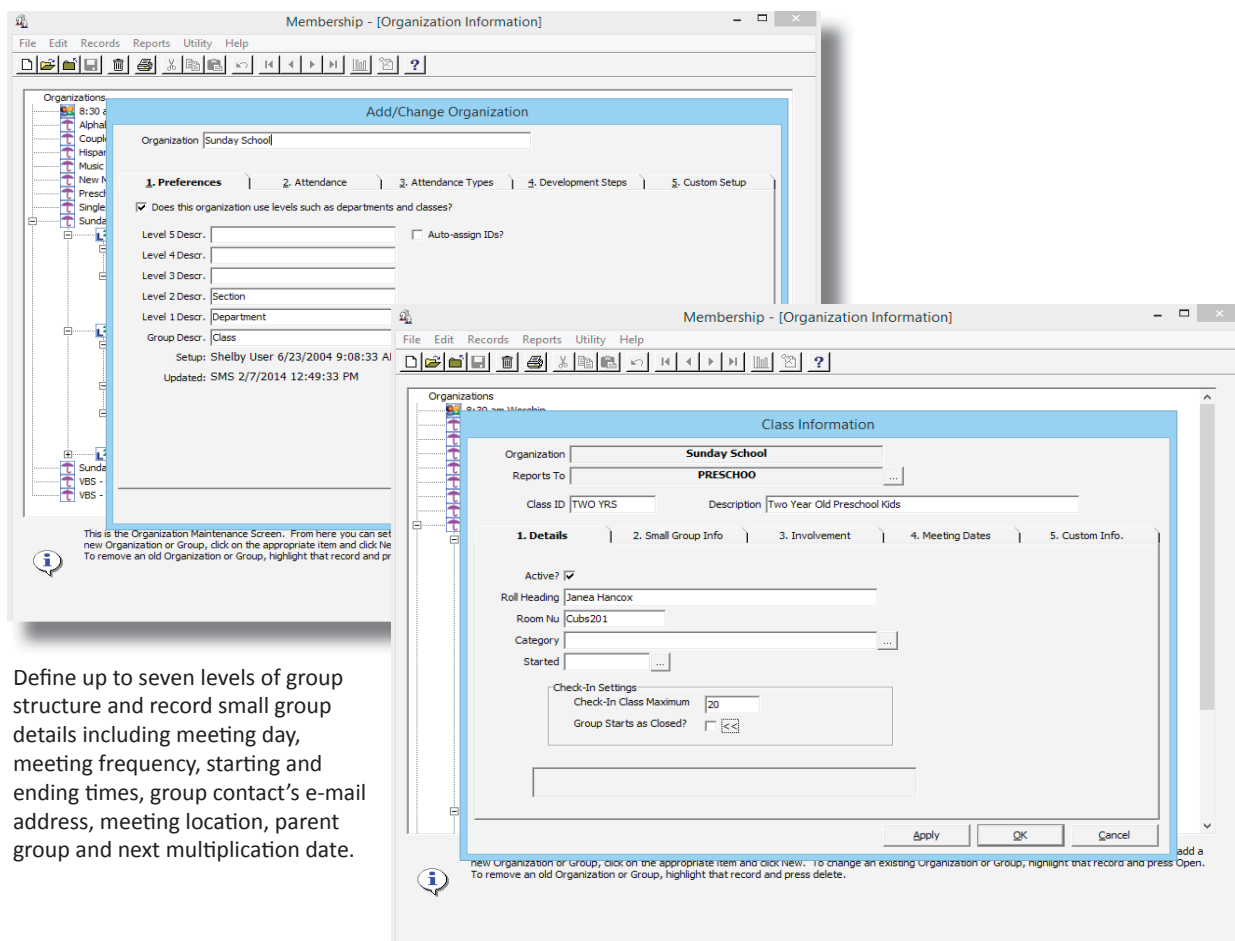 Membership - [Organization Information]
File Edit Records Reports Utility Help
Organizations
8:30
Music
Add/Change Organization
Organization Sunday School
1. Preferences 2. Attendance 3. Attendance Types 4. Development Steps 5. Custom Setup
Does this organization use levels such as departments and classes?
Level 5 Descr. Auto-assign IDs?
Level 4 Descr.
Level 3 Descr.
Level 2 Descr. Section
Level 1 Descr. Department
Group Descr. Class
Setup: Shelby User 6/23/2004 9:08:33 A
Updated: SMS 2/7/2014 12:49:33 PM
VBS -
VBS -
This is the Organization Maintenance Screen. From here you can set
new Organization or Group, click on the appropriate item and click Ne
To remove an old Organization or Group, highlight that record and pr
Membership - [Organization Information]
File Edit Records Reports Utility Help
Organizations
8:30 am Worship
Class Information
Organization Sunday School
Reports To PRESCHOO ...
Class ID TWO YRS Description Two Year Old Preschool Kids
1. Details 2. Small Group Info 3. Involvement 4. Meeting Dates 5. Custom Info.
Active?
Roll Heading Janea Hancox
Room Nu Cubs201
Category ...
Started ...
Check-In Settings
Check-In Class Maximum 20
Group Starts as Closed? <<
Apply OK Cancel
add a
new Organization or Group, click on the appropriate item and click New. To change an existing Organization or Group, highlight that record and press Open.
To remove an old Organization or Group, highlight that record and press delete.
Define up to seven levels of group
structure and record small group
details including meeting day,
meeting frequency, starting and
ending times, group contact's e-mail
address, meeting location, parent
group and next multiplication date.